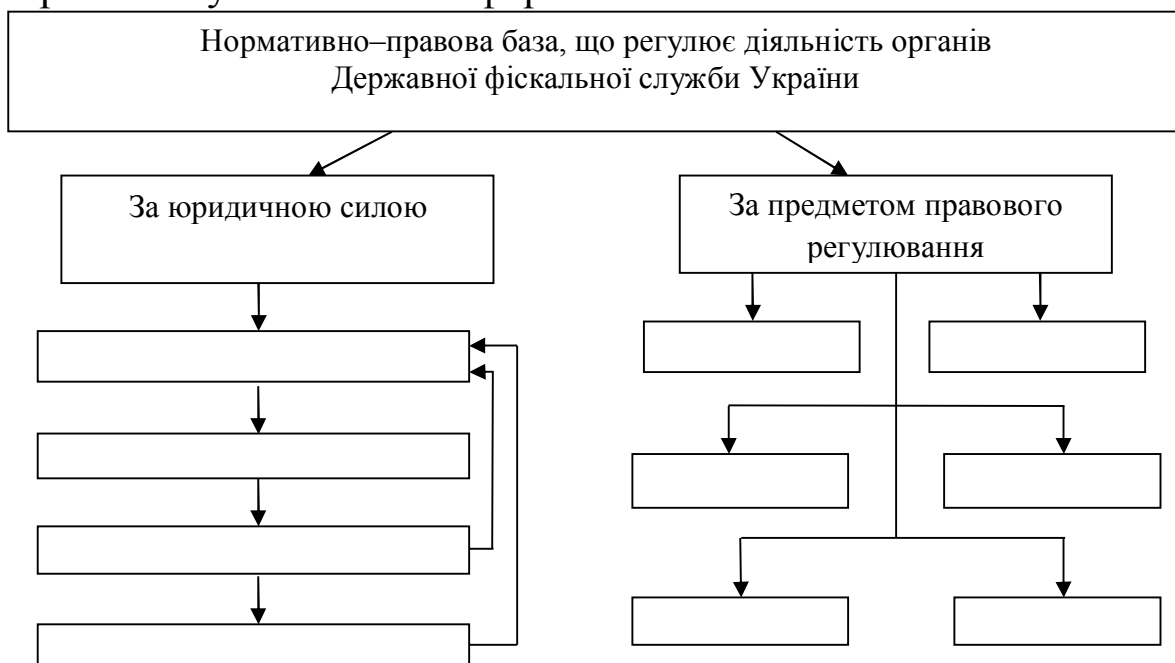 Нормативно–правова база, що регулює діяльність органів
Державної фіскальної служби України
За юридичною силою
За предметом правового
регулювання